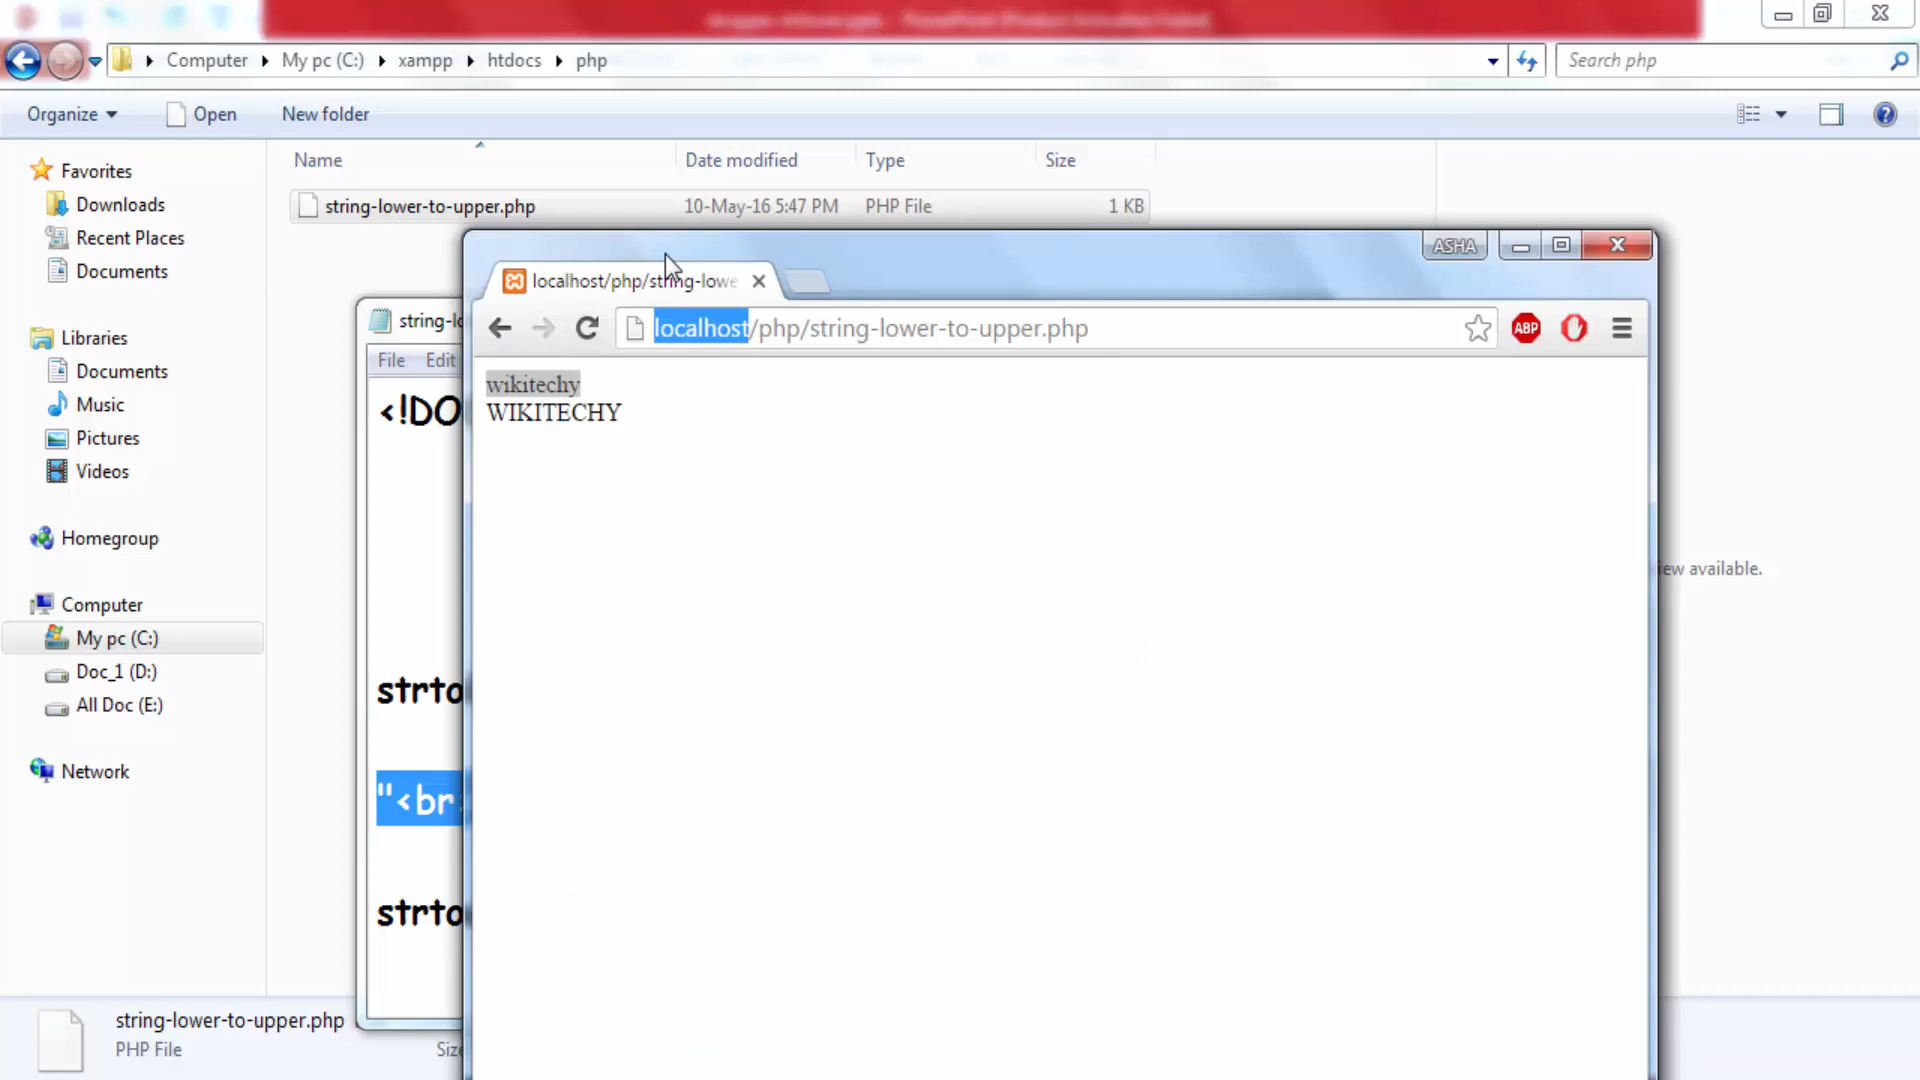 Computer My pc (C:) xampp htdocs php
Search php
Organize Open New folder
Name Date modified Type Size
string-lower-to-upper.php 10-May-16 5:47 PM PHP File 1 KB
Favorites
Downloads
Recent Places
Documents
Libraries
Documents
Music
Pictures
Videos
Homegroup
Computer
My pc (C:)
Doc_1 (D:)
All Doc (E:)
Network
ASHA
localhost/php/string-lowe
localhost/php/string-lower-to-upper.php
ABP
wikitechy
WIKITECHY
string-lo
File Edit
<!DO
strto
"<br
strto
ew available.
string-lower-to-upper.php
PHP File
Size